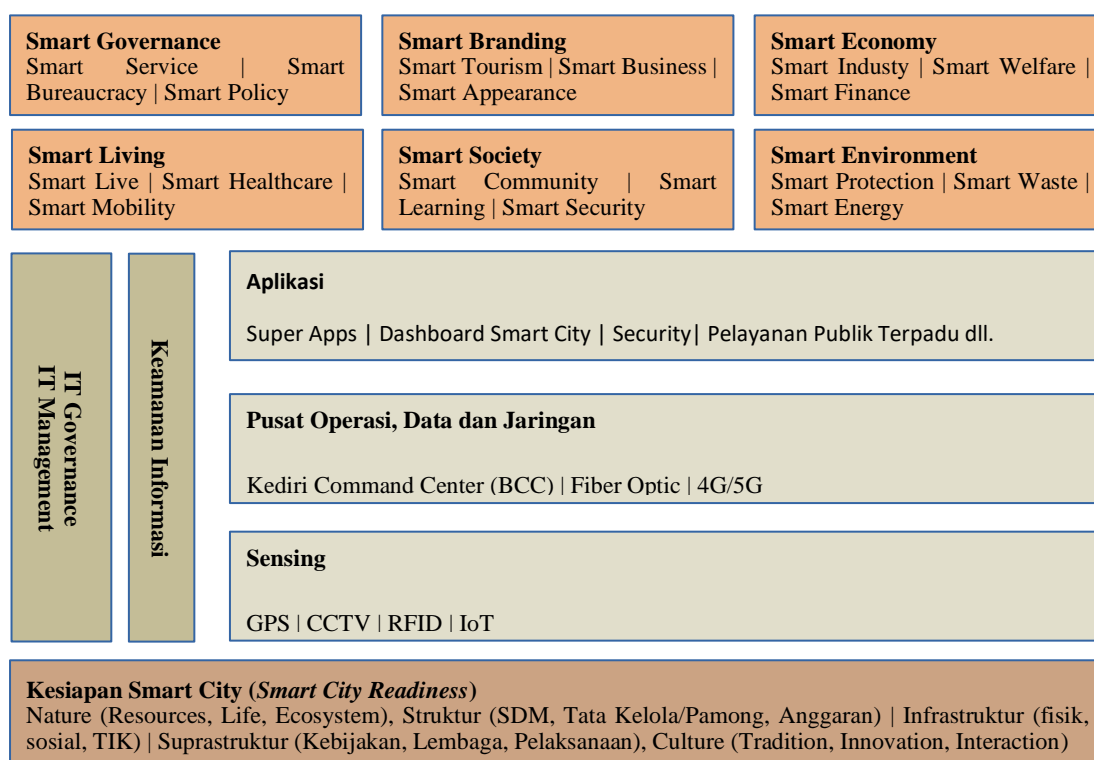 Smart Governance
Smart Service | Smart
Bureaucracy | Smart Policy
Smart Branding
Smart Tourism | Smart Business |
Smart Appearance
Smart Economy
Smart Industy | Smart Welfare |
Smart Finance
Smart Living
Smart Live | Smart Healthcare |
Smart Mobility
Smart Society
Smart Community | Smart
Learning | Smart Security
Smart Environment
Smart Protection | Smart Waste |
Smart Energy
IT Governance
IT Management
Keamanan Informasi
Aplikasi
Super Apps | Dashboard Smart City | Security| Pelayanan Publik Terpadu dll.
Pusat Operasi, Data dan Jaringan
Kediri Command Center (BCC) | Fiber Optic | 4G/5G
Sensing
GPS | CCTV | RFID | IoT
Kesiapan Smart City (Smart City Readiness)
Nature (Resources, Life, Ecosystem), Struktur (SDM, Tata Kelola/Pamong, Anggaran) | Infrastruktur (fisik,
sosial, TIK) | Suprastruktur (Kebijakan, Lembaga, Pelaksanaan), Culture (Tradition, Innovation, Interaction)